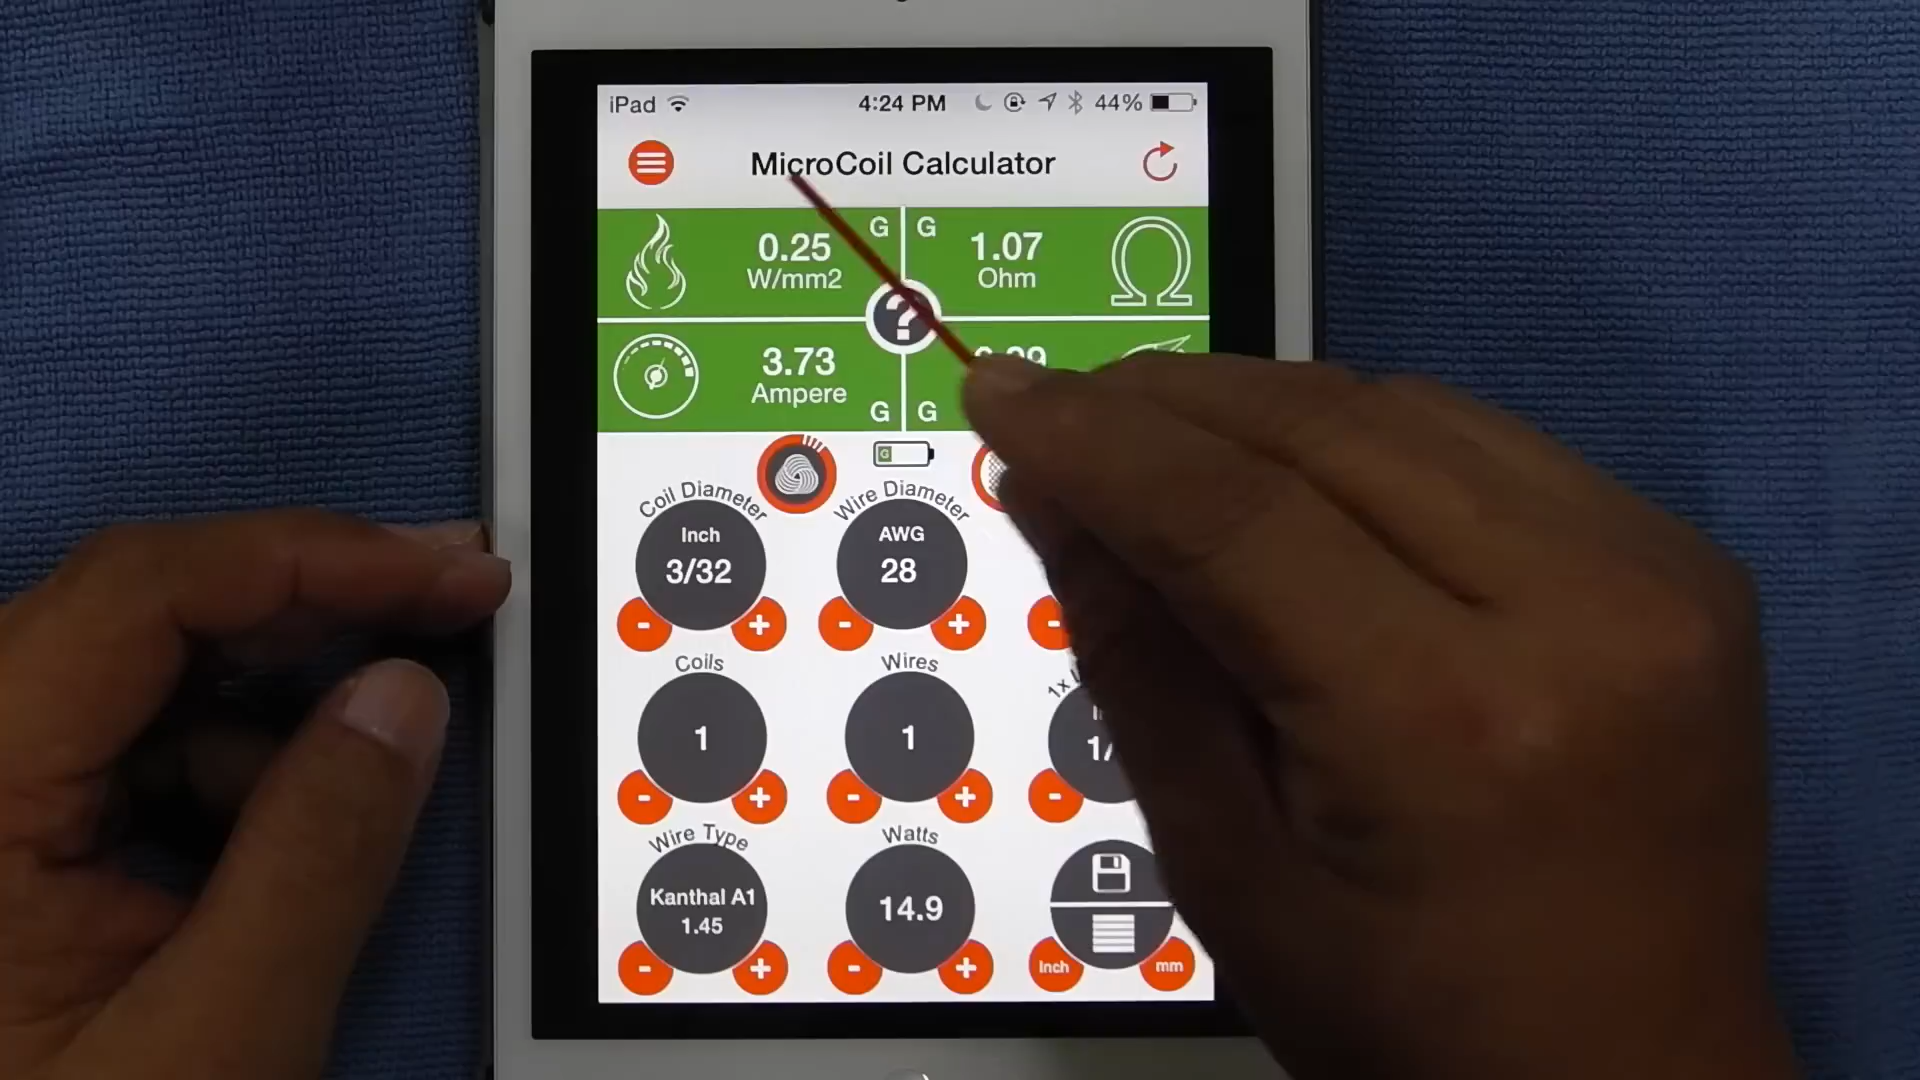 iPad 4:24 PM 44%
MicroCoil Calculator
0.25 G G 1.07
W/mm2 Ohm
?
3.73
Ampere G G
G
Coil Diameter Wire Diameter
Inch AWG
3/32 28
- + - + -
Coils Wires
1x
1 1 1/
- + - + -
Wire Type Watts
Kanthal A1
1.45 14.9
- + - + Inch mm